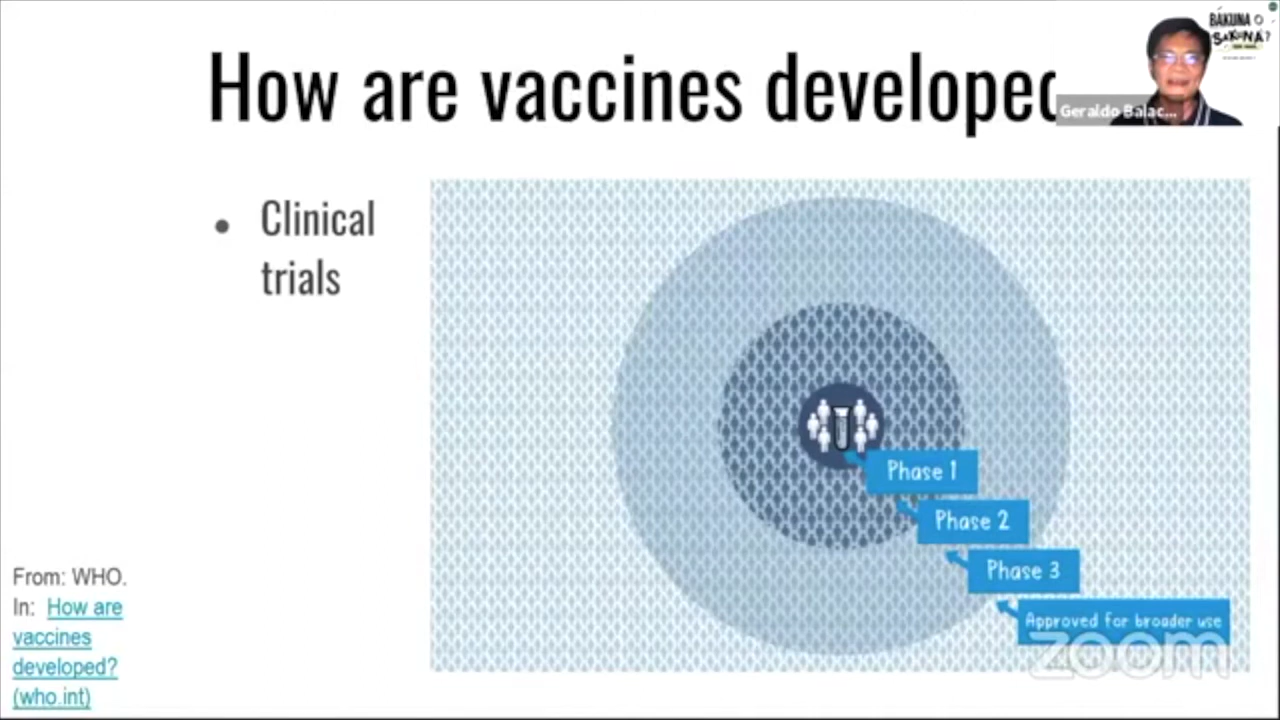 How are vaccines developed
BAKUNA O
SAKUNA?
Geraldo Balac...
• Clinical
trials
Phase 1
Phase 2
Phase 3
Approved for broader use
zoom
From: WHO.
In: How are
vaccines
developed?
(who.int)